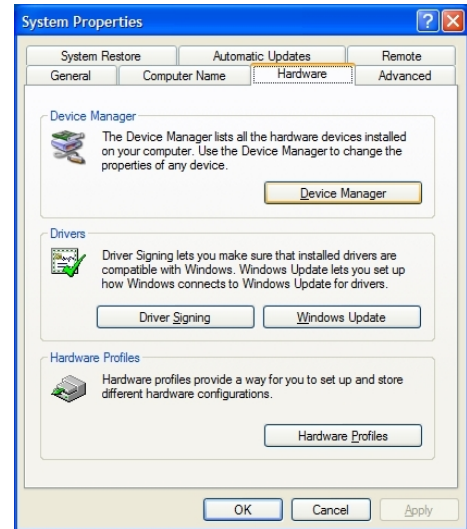 System Properties
System Restore Automatic Updates Remote
General Computer Name Hardware Advanced
Device Manager
The Device Manager lists all the hardware devices installed
on your computer. Use the Device Manager to change the
properties of any device.
Device Manager
Drivers
Driver Signing lets you make sure that installed drivers are
compatible with Windows. Windows Update lets you set up
how Windows connects to Windows Update for drivers.
Driver Signing Windows Update
Hardware Profiles
Hardware profiles provide a way for you to set up and store
different hardware configurations.
Hardware Profiles
OK Cancel Apply